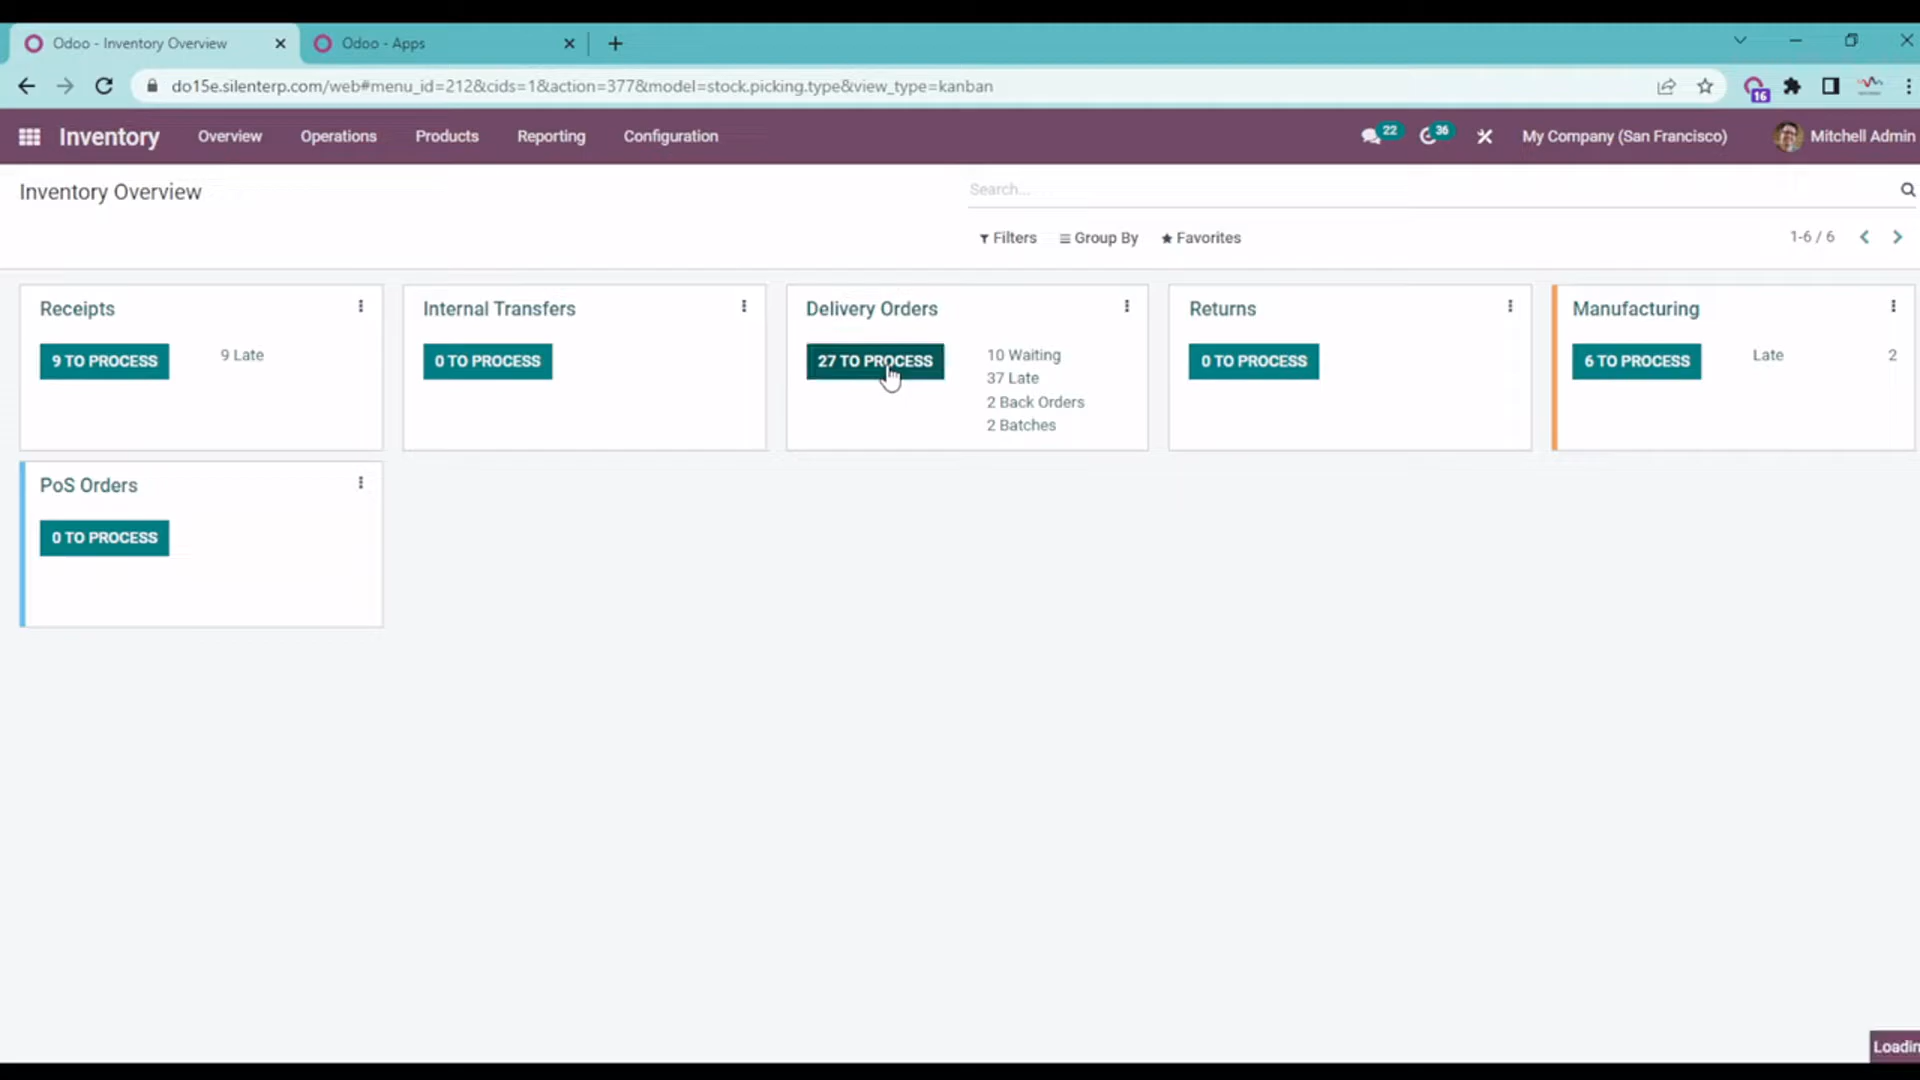 Odoo - Inventory Overview
Odoo - Apps
do15e.silenterp.com/web#menu_id=212&cids=1&action=377&model=stock.picking.type&view_type=kanban
16
Inventory Overview Operations Products Reporting Configuration
22 36 My Company (San Francisco) Mitchell Admin
Inventory Overview
Search...
Filters Group By Favorites
1-6 / 6
Receipts
9 TO PROCESS
9 Late
Internal Transfers
0 TO PROCESS
Delivery Orders
27 TO PROCESS
10 Waiting
37 Late
2 Back Orders
2 Batches
Returns
0 TO PROCESS
Manufacturing
6 TO PROCESS
Late 2
PoS Orders
0 TO PROCESS
Loadin